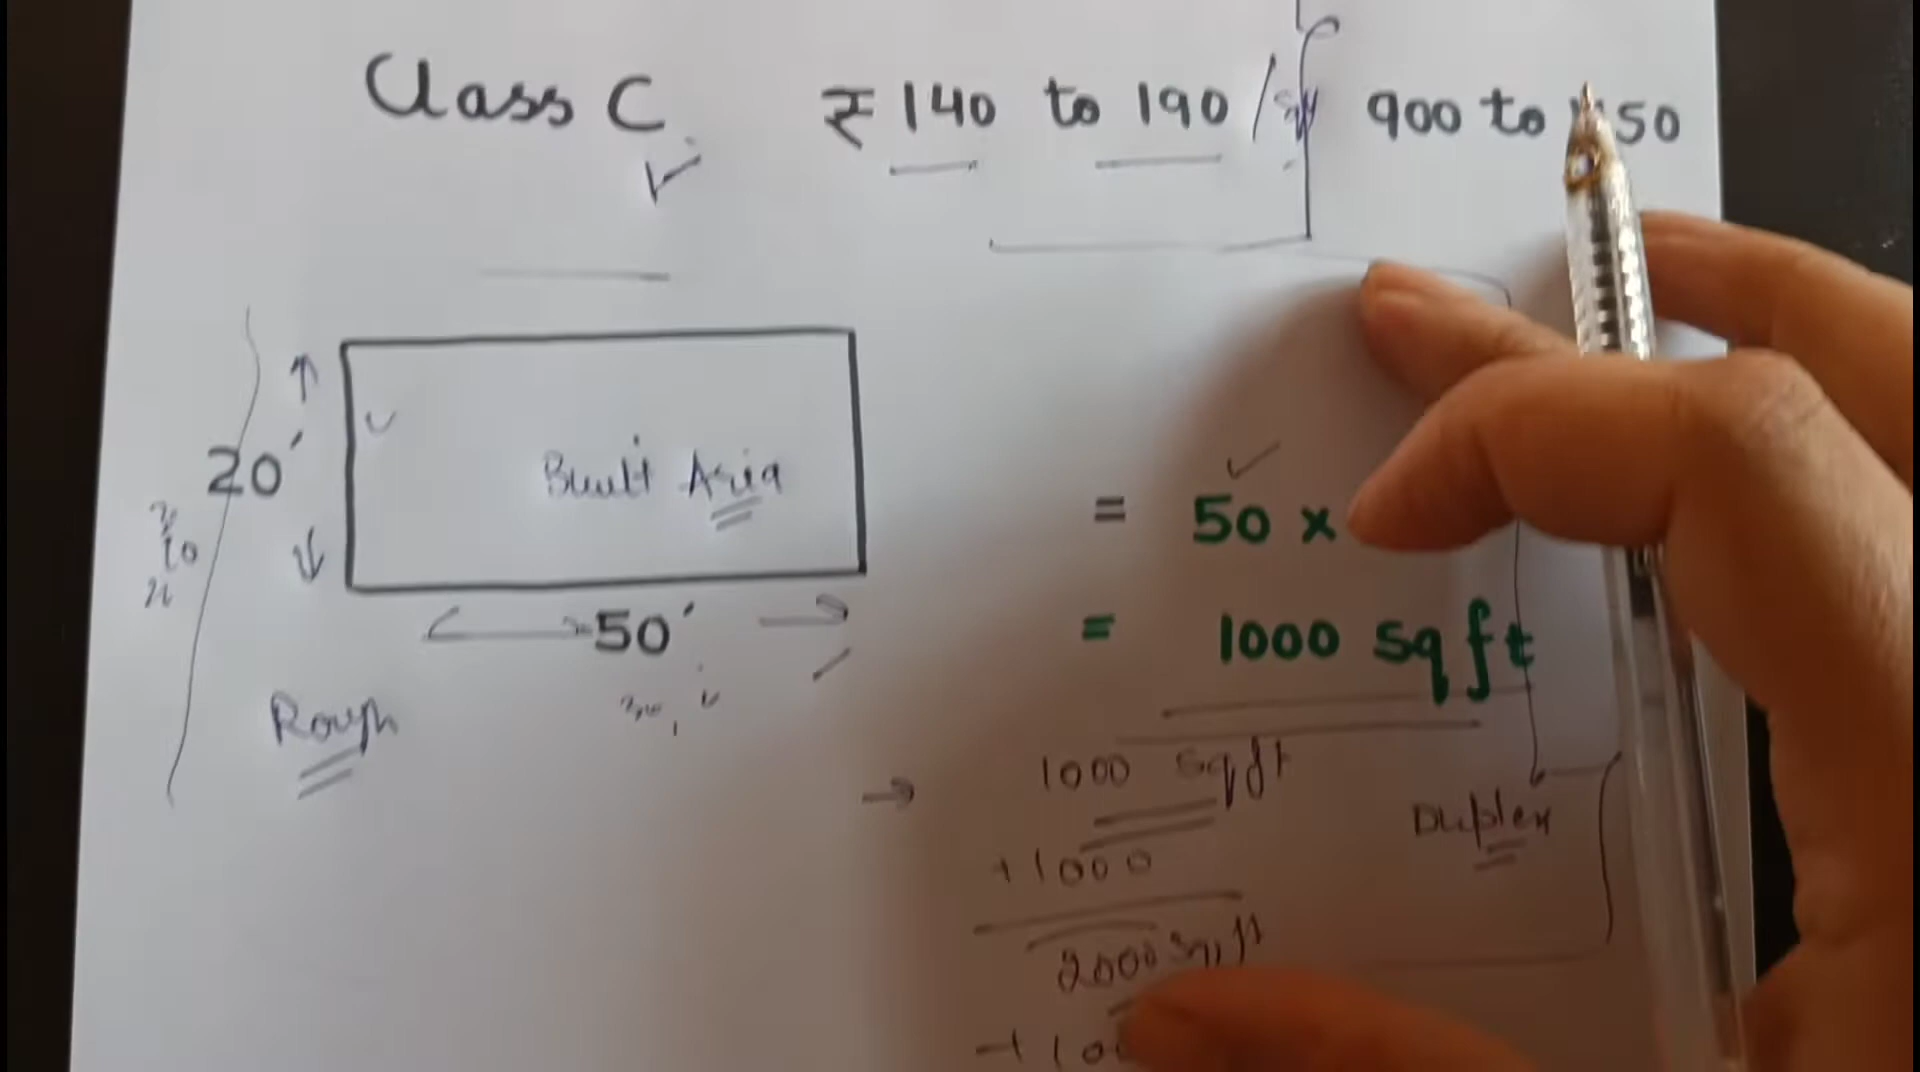 Class C ₹ 140 to 190 / 900 to 50
20'
Built Area
50'
Rough
= 50 x
= 1000 sqft
1000 sqft
+1000
2000 sqft
Duplex